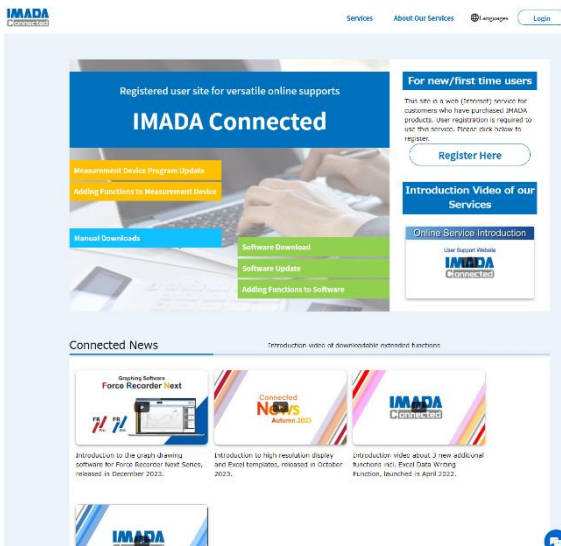 IMADA
Connected
Services
About Our Services
Languages
Login
Registered user site for versatile online supports
IMADA Connected
Measurement Device Program Update
Adding Functions to Measurement Device
Manual Downloads
Software Download
Software Update
Adding Functions to Software
For new/first time users
This site is a web (Internet) service for
customers who have purchased IMADA
products. User registration is required to
use this service. Please click below to
register.
Register Here
Introduction Video of our
Services
Online Service Introduction
User Support Website
IMADA
Connected
Connected News
Introduction video of downloadable extended functions
Graphing Software
Force Recorder Next
FR
FR
Connected
News
Autumn.2023
IMADA
Connected
Introduction to the graph drawing
software for Force Recorder Next Series,
released in December 2023.
Introduction to high resolution display
and Excel templates, released in October
2023.
Introduction video about 3 new additional
functions incl. Excel Data Writing
Function, launched in April 2022.
IMADA